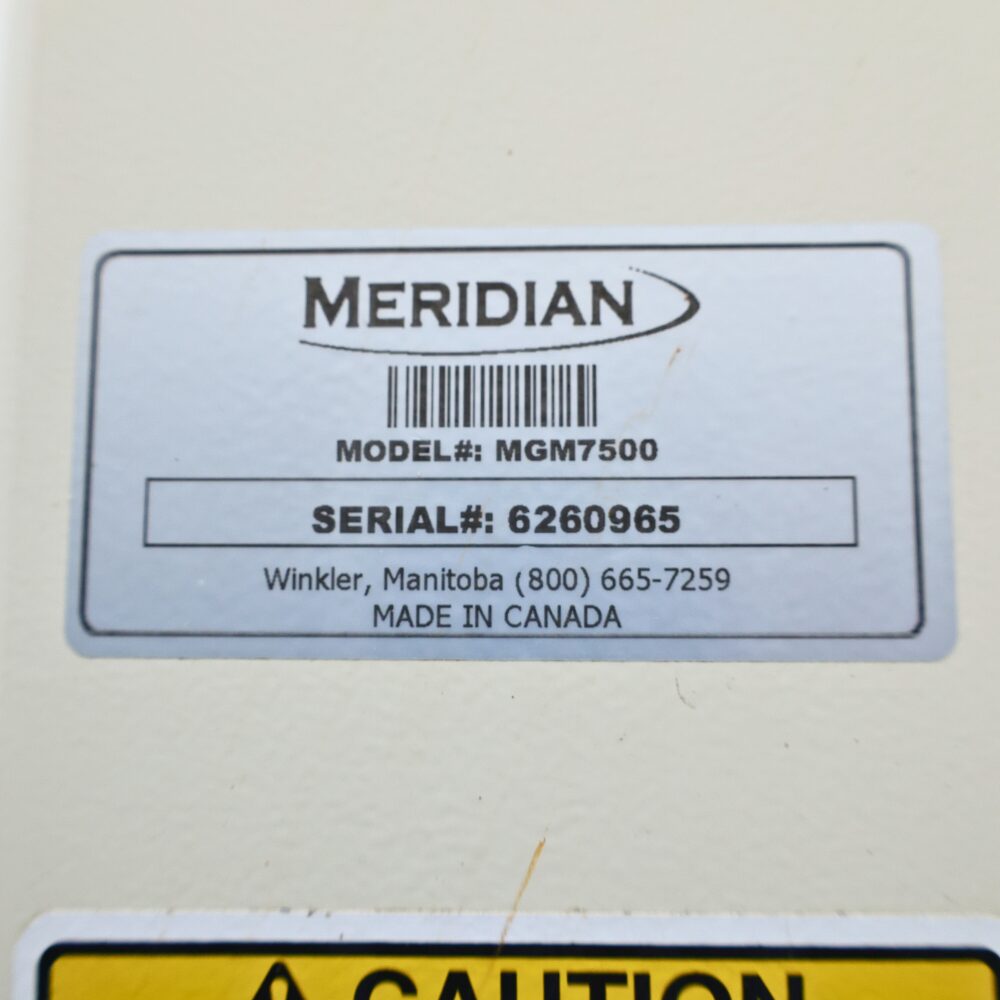 MERIDIAN
MODEL#: MGM7500
SERIAL#: 6260965
Winkler, Manitoba (800) 665-7259
MADE IN CANADA
CAUTION